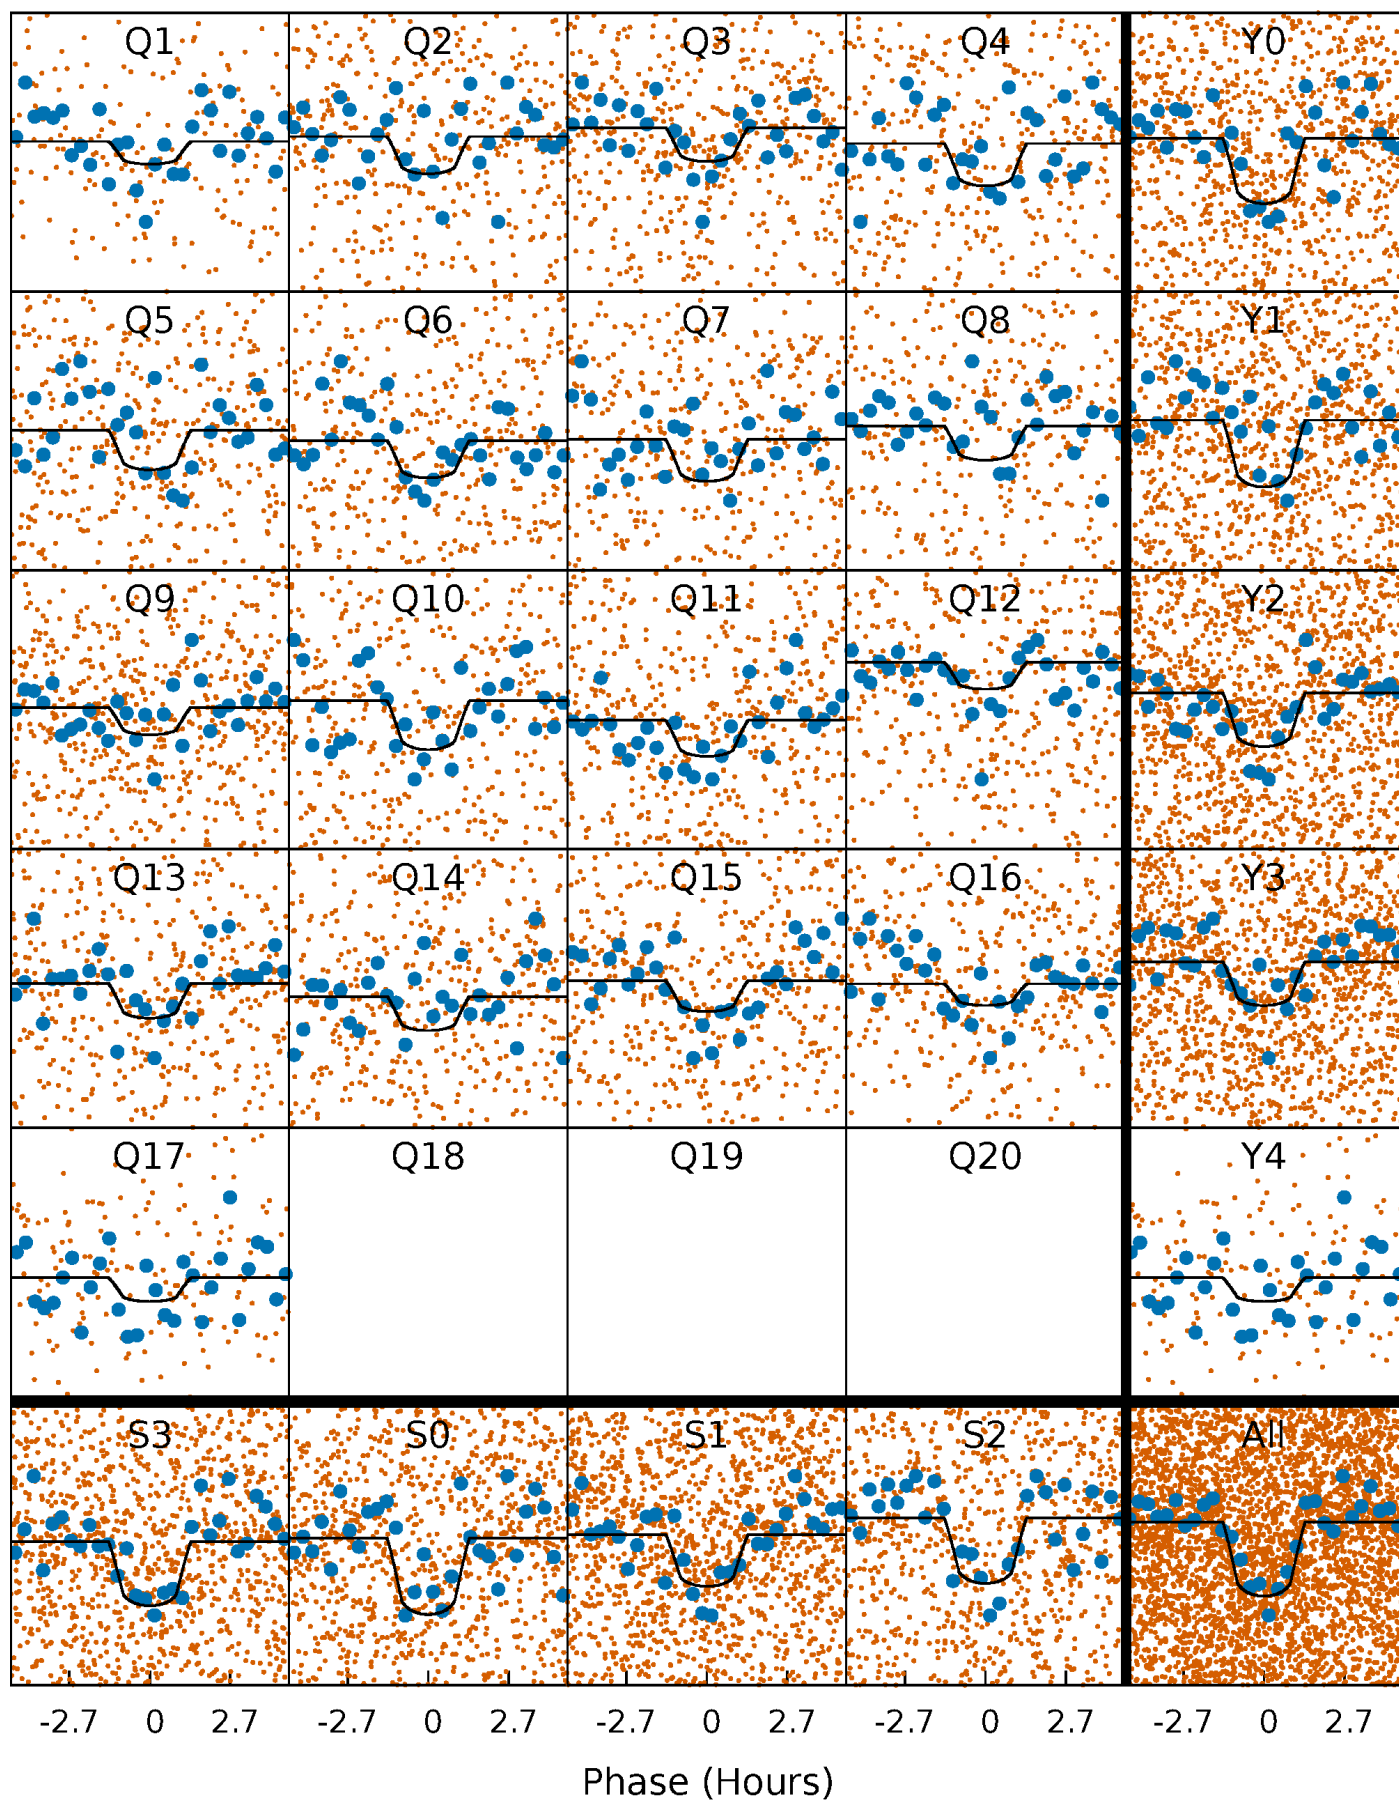 Q1 Q2 Q3 Q4 Y0
Q5 Q6 Q7 Q8 Y1
Q9 Q10 Q11 Q12 Y2
Q13 Q14 Q15 Q16 Y3
Q17 Q18 Q19 Q20 Y4
S3 S0 S1 S2 All
-2.7 0 2.7 -2.7 0 2.7 -2.7 0 2.7 -2.7 0 2.7 -2.7 0 2.7
Phase (Hours)